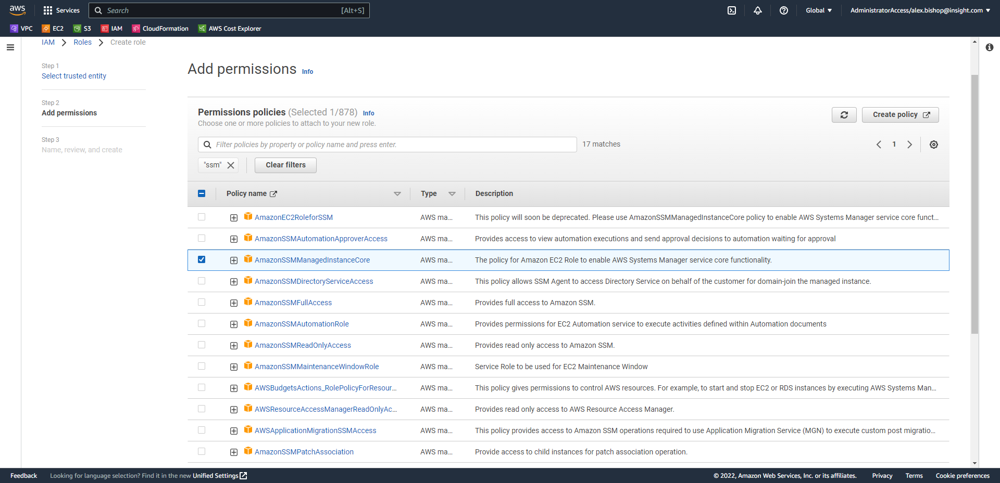 aws
Services
Search
[Alt+S]
Global
AdministratorAccess/alex.bishop@insight.com
VPC
EC2
S3
IAM
CloudFormation
AWS Cost Explorer
IAM
Roles
Create role
Step 1
Select trusted entity
Step 2
Add permissions
Step 3
Name, review, and create
Add permissions Info
Permissions policies (Selected 1/878) Info
Choose one or more policies to attach to your new role.
Create policy
Filter policies by property or policy name and press enter.
17 matches
1
"ssm"
Clear filters
Policy name Type Description
AmazonEC2RoleforSSM AWS ma... This policy will soon be deprecated. Please use AmazonSSMManagedInstanceCore policy to enable AWS Systems Manager service core funct...
AmazonSSMAutomationApproverAccess AWS ma... Provides access to view automation executions and send approval decisions to automation waiting for approval
AmazonSSMManagedInstanceCore AWS ma... The policy for Amazon EC2 Role to enable AWS Systems Manager service core functionality.
AmazonSSMDirectoryServiceAccess AWS ma... This policy allows SSM Agent to access Directory Service on behalf of the customer for domain-join the managed instance.
AmazonSSMFullAccess AWS ma... Provides full access to Amazon SSM.
AmazonSSMAutomationRole AWS ma... Provides permissions for EC2 Automation service to execute activities defined within Automation documents
AmazonSSMReadOnlyAccess AWS ma... Provides read only access to Amazon SSM.
AmazonSSMMaintenanceWindowRole AWS ma... Service Role to be used for EC2 Maintenance Window
AWSBudgetsActions_RolePolicyForResour... AWS ma... This policy gives permissions to control AWS resources. For example, to start and stop EC2 or RDS instances by executing AWS Systems Man...
AWSResourceAccessManagerReadOnlyAc... AWS ma... Provides read only access to AWS Resource Access Manager.
AWSApplicationMigrationSSMAccess AWS ma... This policy provides access to Amazon SSM operations required to use Application Migration Service (MGN) to execute custom post migratio...
AmazonSSMPatchAssociation AWS ma... Provide access to child instances for patch association operation.
Feedback
Looking for language selection? Find it in the new Unified Settings
© 2022, Amazon Web Services, Inc. or its affiliates.
Privacy
Terms
Cookie preferences